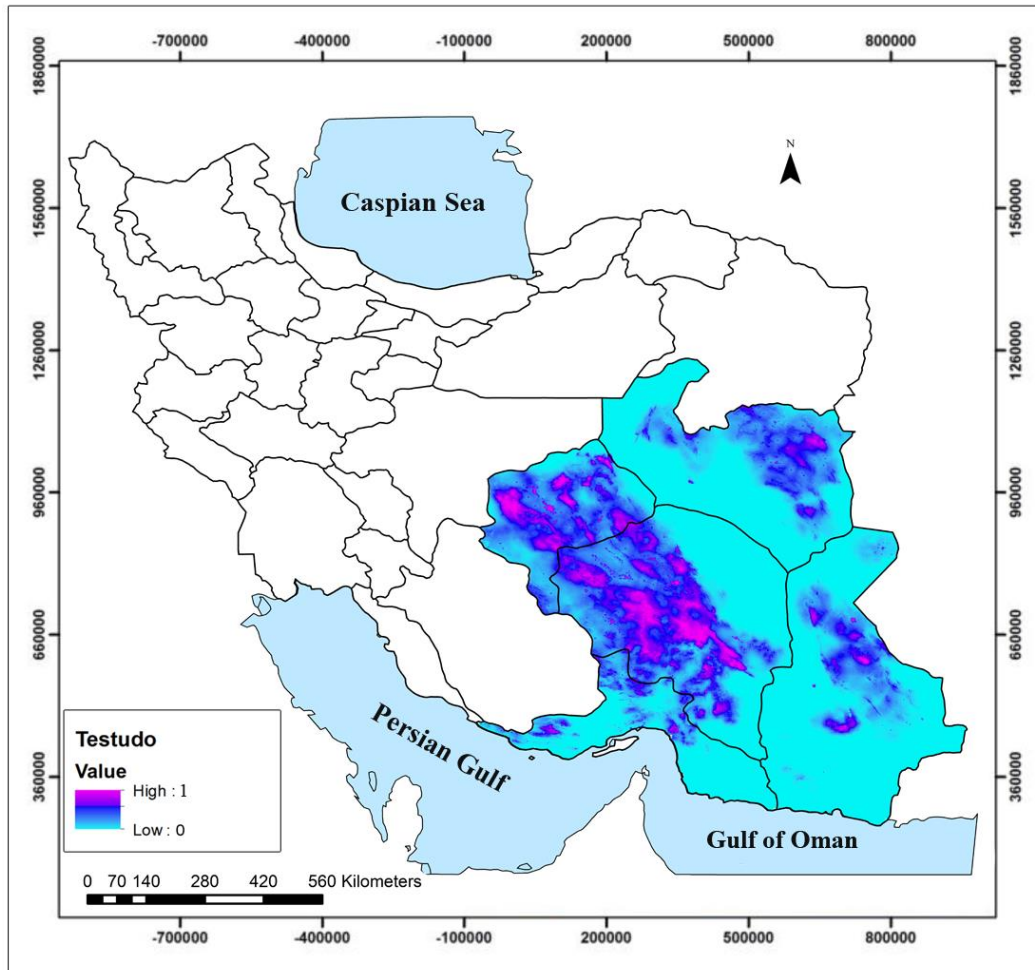 -700000 -400000 -100000 200000 500000 800000
1860000 1860000
N
Caspian Sea
1560000 1560000
1260000 1260000
960000 960000
660000 660000
Persian Gulf
Testudo
Value
High : 1
Low : 0
360000 360000
Gulf of Oman
0 70 140 280 420 560 Kilometers
-700000 -400000 -100000 200000 500000 800000